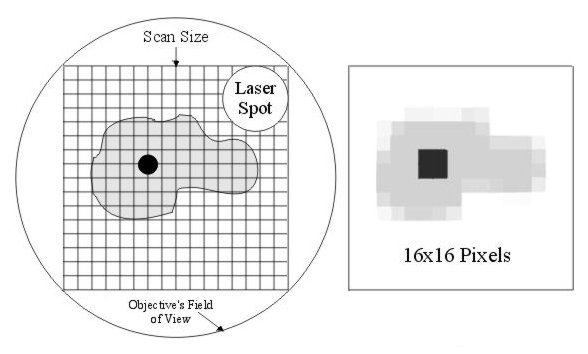 Scan Size
Laser
Spot
16x16 Pixels
Objective's Field
of View